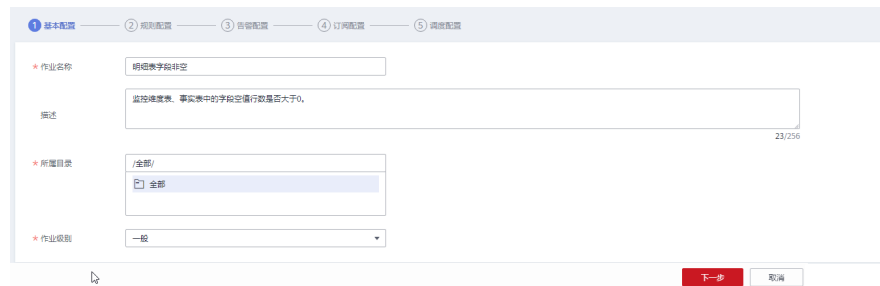 1 基本配置 2 规则配置 3 告警配置 4 订阅配置 5 调度配置
* 作业名称 明细表字段非空
描述 监控维度表、事实表中的字段空值行数是否大于0。
23/256
* 所属目录 /全部/
全部
* 作业级别 一般
下一步 取消